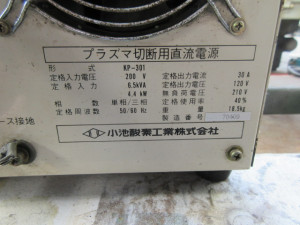 プラズマ切断用直流電源
形式 KP-301
定格入力電圧 200 V 定格出力電流 30 A
定格入力 6.5kVA 定格出力電圧 120 V
4.4 kW 無負荷電圧 210 V
相数 単相/三相 定格使用率 40%
定格周波数 50/60 Hz 重量 18.5kg
製造番号
ース接地
小池酸素工業株式会社